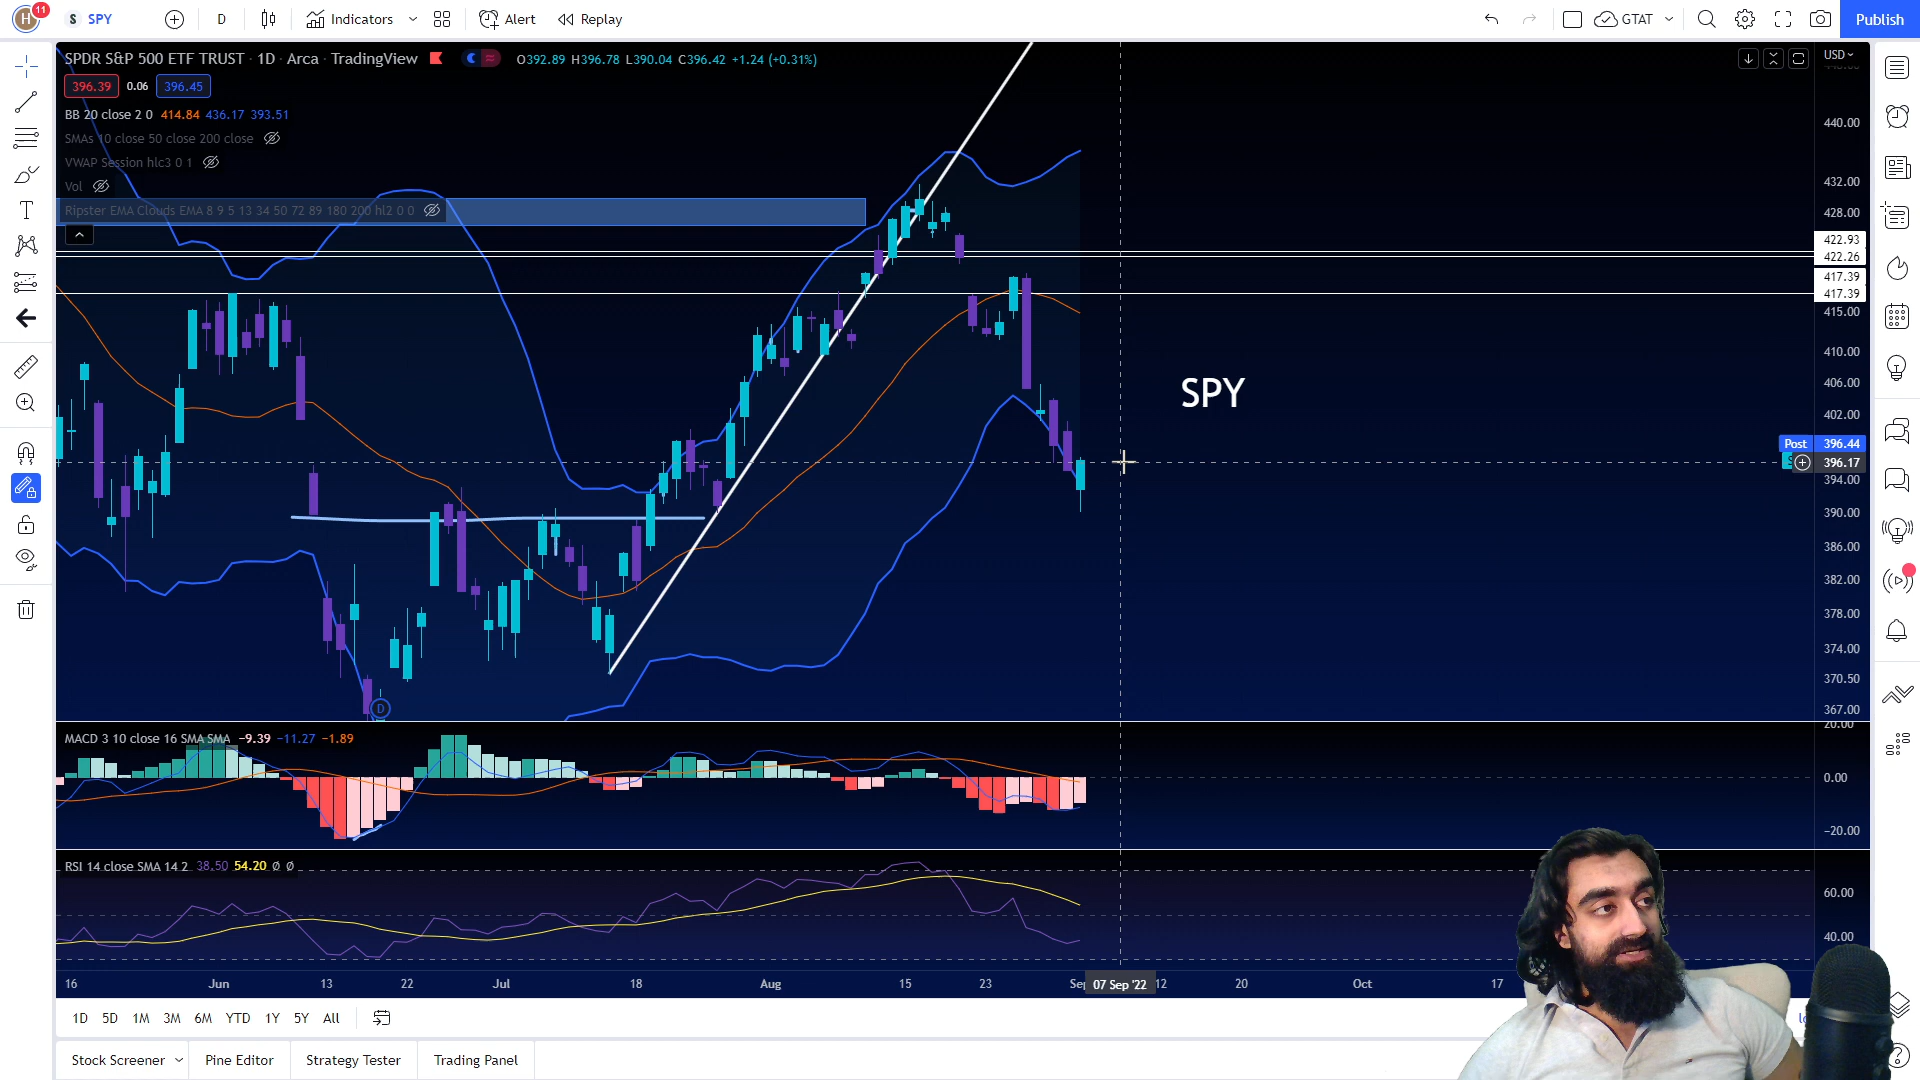 H 11 S SPY D Indicators Alert Replay GTAT Publish
SPDR S&P 500 ETF TRUST · 1D · Arca · TradingView O392.89 H396.78 L390.04 C396.42 +1.24 (+0.31%) USD
396.39 0.06 396.45
BB 20 close 2 0 414.84 436.17 393.51
SMAs 10 close 50 close 200 close
VWAP Session hlc3 0 1
Vol
Ripster EMA Clouds EMA 8 9 5 13 34 50 72 89 180 200 hl2 0 0
440.00
432.00
428.00
422.93
422.26
417.39
417.39
415.00
410.00
406.00
402.00
SPY
Post 396.44
396.17
394.00
390.00
386.00
382.00
378.00
374.00
370.50
367.00
D
20.00
MACD 3 10 close 16 SMA SMA −9.39 −11.27 −1.89
0.00
−20.00
RSI 14 close SMA 14 2 38.50 54.20 Ø Ø
60.00
40.00
16 Jun 13 22 Jul 18 Aug 15 23 Sep 07 Sep '22 12 20 Oct 17
1D 5D 1M 3M 6M YTD 1Y 5Y All
Stock Screener Pine Editor Strategy Tester Trading Panel